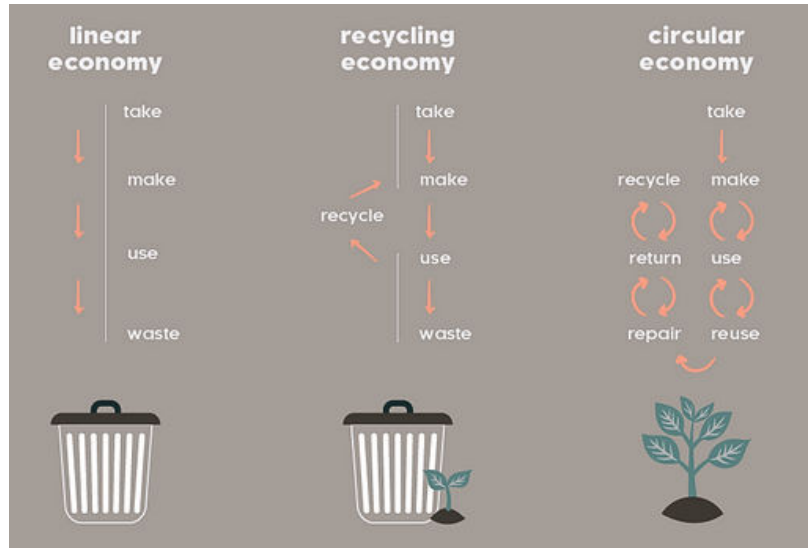 linear
economy
take
make
use
waste
recycling
economy
take
make
recycle
use
waste
circular
economy
take
recycle make
return use
repair reuse